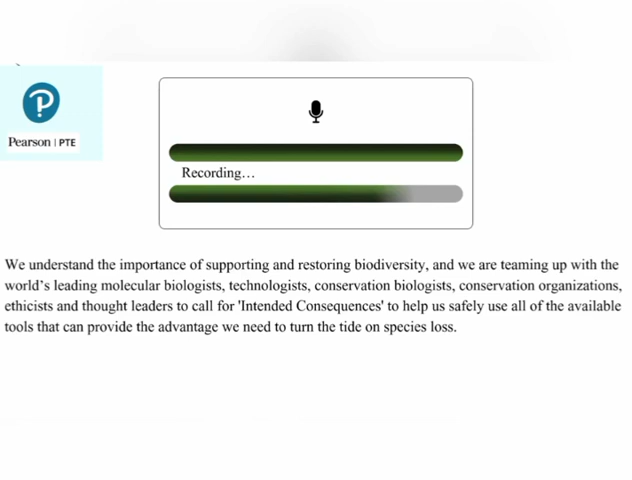 Pearson | PTE
Recording...
We understand the importance of supporting and restoring biodiversity, and we are teaming up with the
world's leading molecular biologists, technologists, conservation biologists, conservation organizations,
ethicists and thought leaders to call for 'Intended Consequences' to help us safely use all of the available
tools that can provide the advantage we need to turn the tide on species loss.